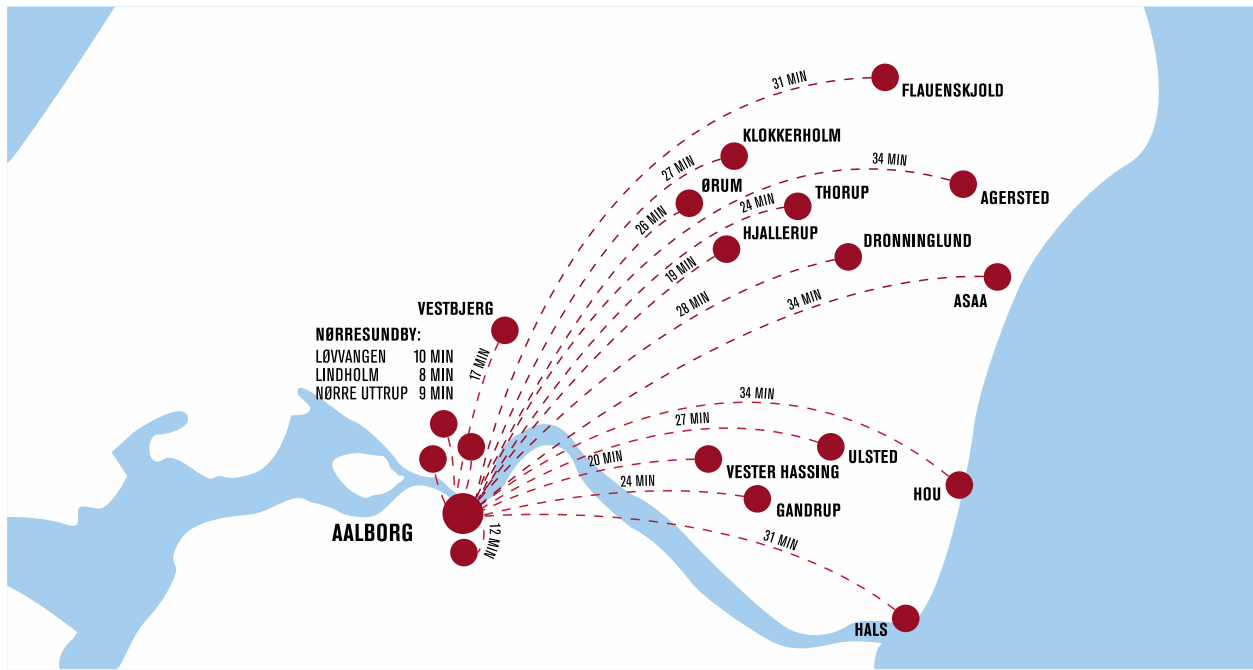 31 MIN
FLAUENSKJOLD
KLOKKERHOLM
27 MIN
34 MIN
ØRUM
THORUP
AGERSTED
26 MIN
24 MIN
HJALLERUP
DRONNINGLUND
19 MIN
28 MIN
34 MIN
ASAA
VESTBJERG
17 MIN
NØRRESUNDBY:
LØVVANGEN 10 MIN
LINDHOLM 8 MIN
NØRRE UTTRUP 9 MIN
34 MIN
27 MIN
ULSTED
20 MIN
VESTER HASSING
24 MIN
GANDRUP
HOU
AALBORG
12 MIN
31 MIN
HALS